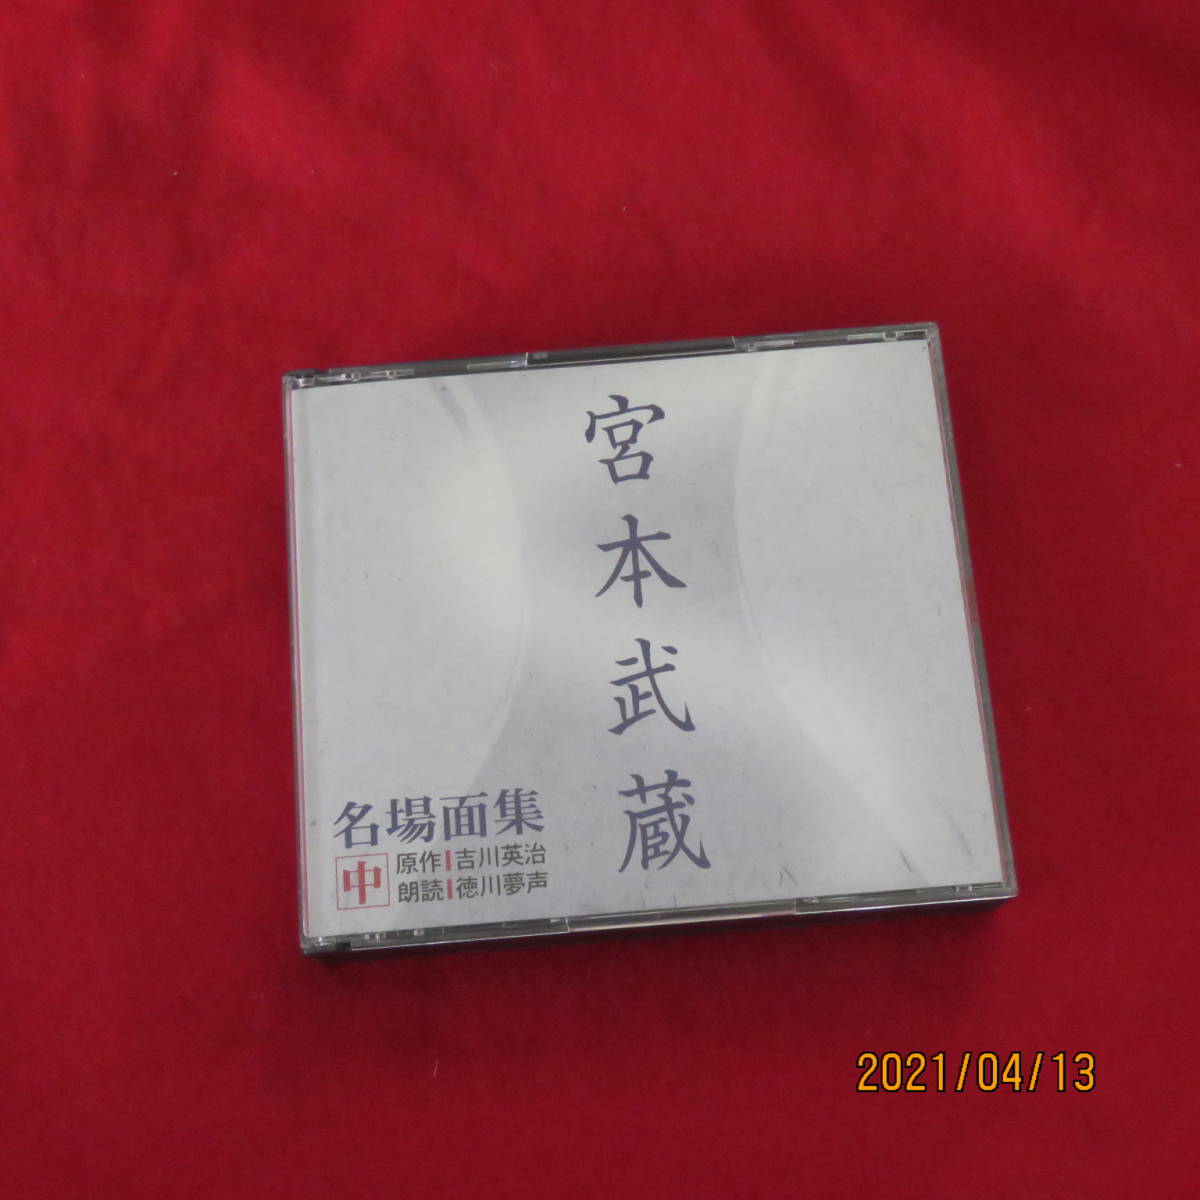 宮本武蔵
名場面集
中
原作 吉川英治
朗読 徳川夢声
2021/04/13